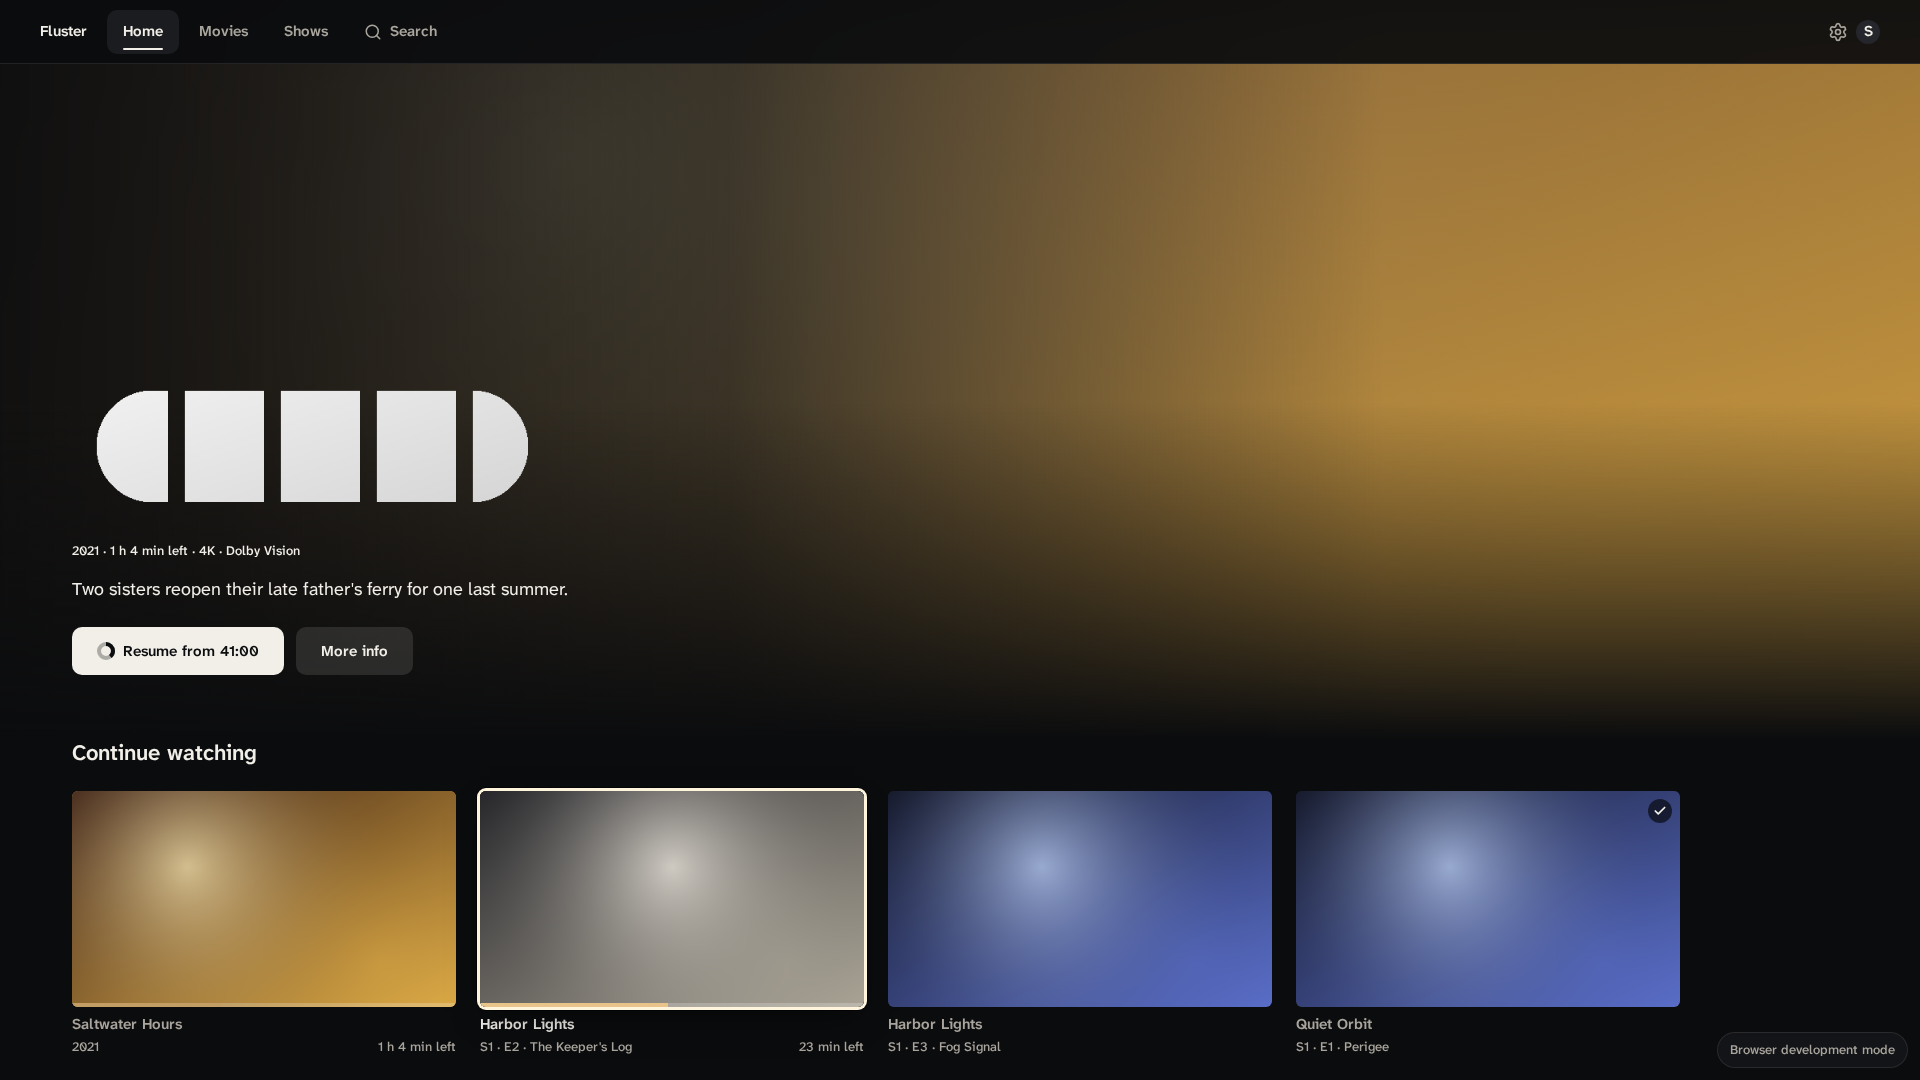 Fluster
Home
Movies
Shows
Search
S
2021 · 1 h 4 min left · 4K · Dolby Vision
Two sisters reopen their late father's ferry for one last summer.
Resume from 41:00
More info
Continue watching
Saltwater Hours
2021
1 h 4 min left
Harbor Lights
S1 · E2 · The Keeper's Log
23 min left
Harbor Lights
S1 · E3 · Fog Signal
Quiet Orbit
S1 · E1 · Perigee
Browser development mode